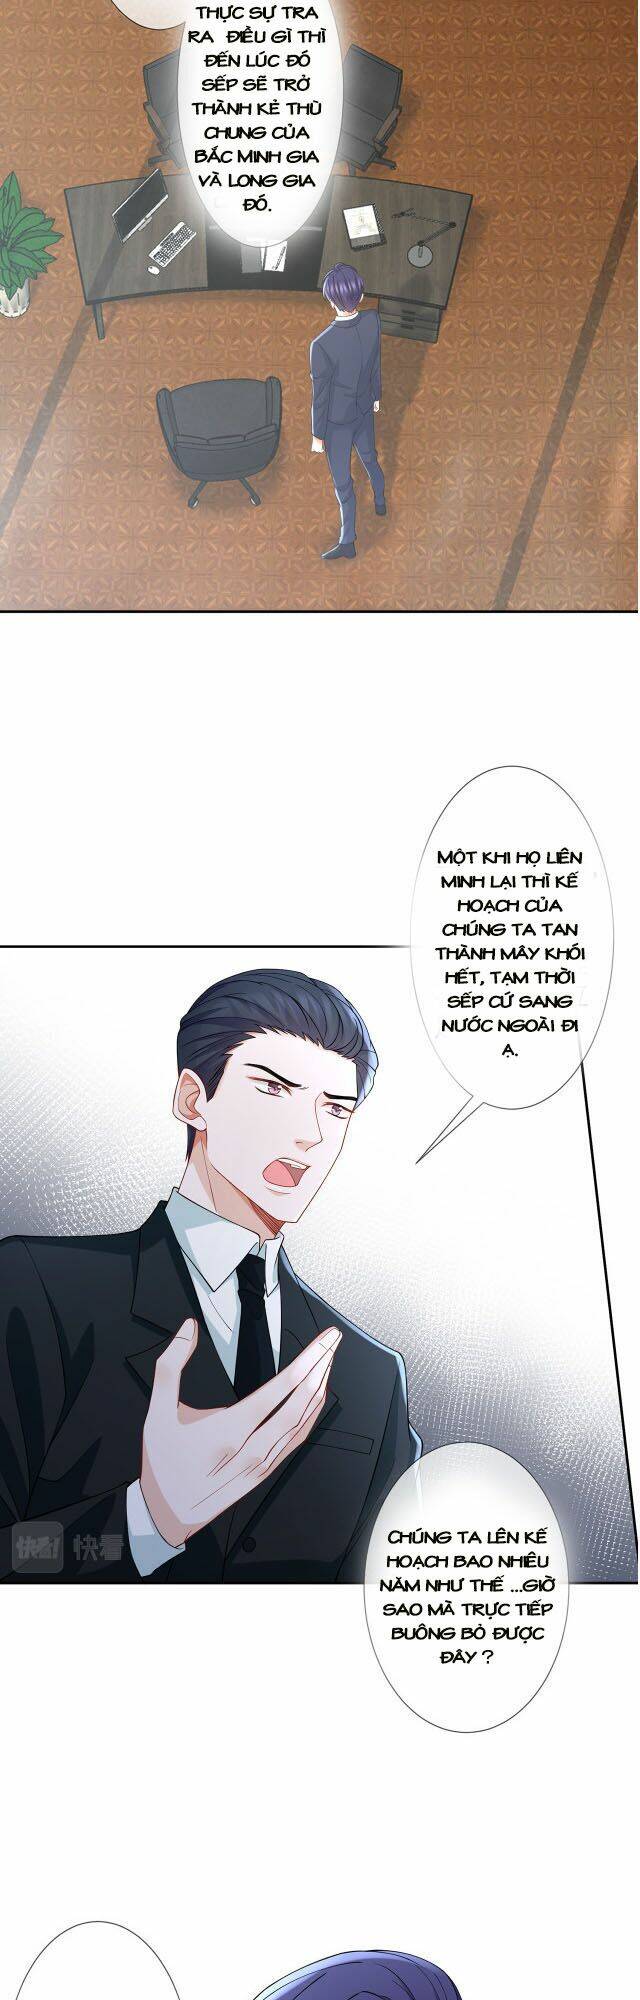 THỰC SỰ TRA
RA ĐIỀU GÌ THÌ
ĐẾN LÚC ĐÓ
SẾP SẼ TRỞ
THÀNH KẺ THÙ
CHUNG CỦA
BẮC MINH GIA
VÀ LONG GIA
ĐÓ.
MỘT KHI HỌ LIÊN
MINH LẠI THÌ KẾ
HOẠCH CỦA
CHÚNG TA TAN
THÀNH MÂY KHÓI
HẾT, TẠM THỜI
SẾP CỨ SANG
NƯỚC NGOÀI ĐI
Ạ.
快看! 快看
CHÚNG TA LÊN KẾ
HOẠCH BAO NHIÊU
NĂM NHƯ THẾ ...GIỜ
SAO MÀ TRỰC TIẾP
BUÔNG BỎ ĐƯỢC
ĐÂY ?